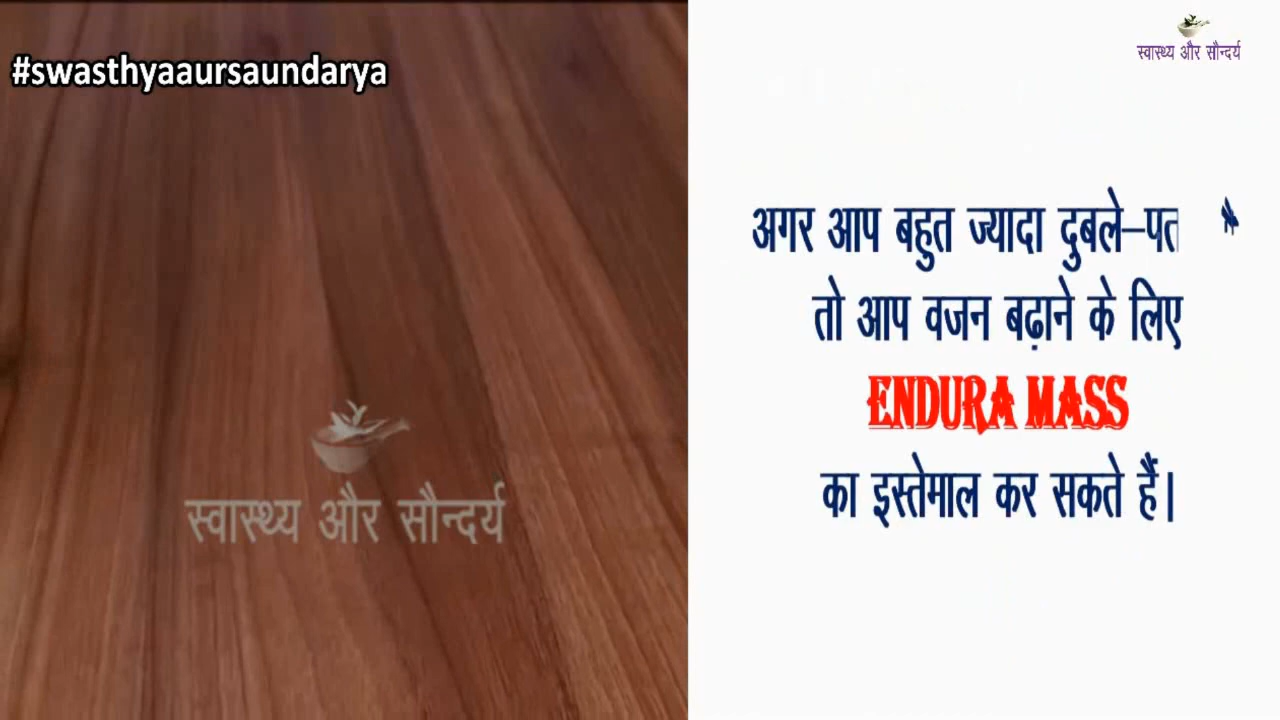 #swasthyaaursaundarya
स्वास्थ्य और सौन्दर्य
स्वास्थ्य और सौन्दर्य
अगर आप बहुत ज्यादा दुबले-पत
तो आप वजन बढ़ाने के लिए
ENDURA MASS
का इस्तेमाल कर सकते हैं।